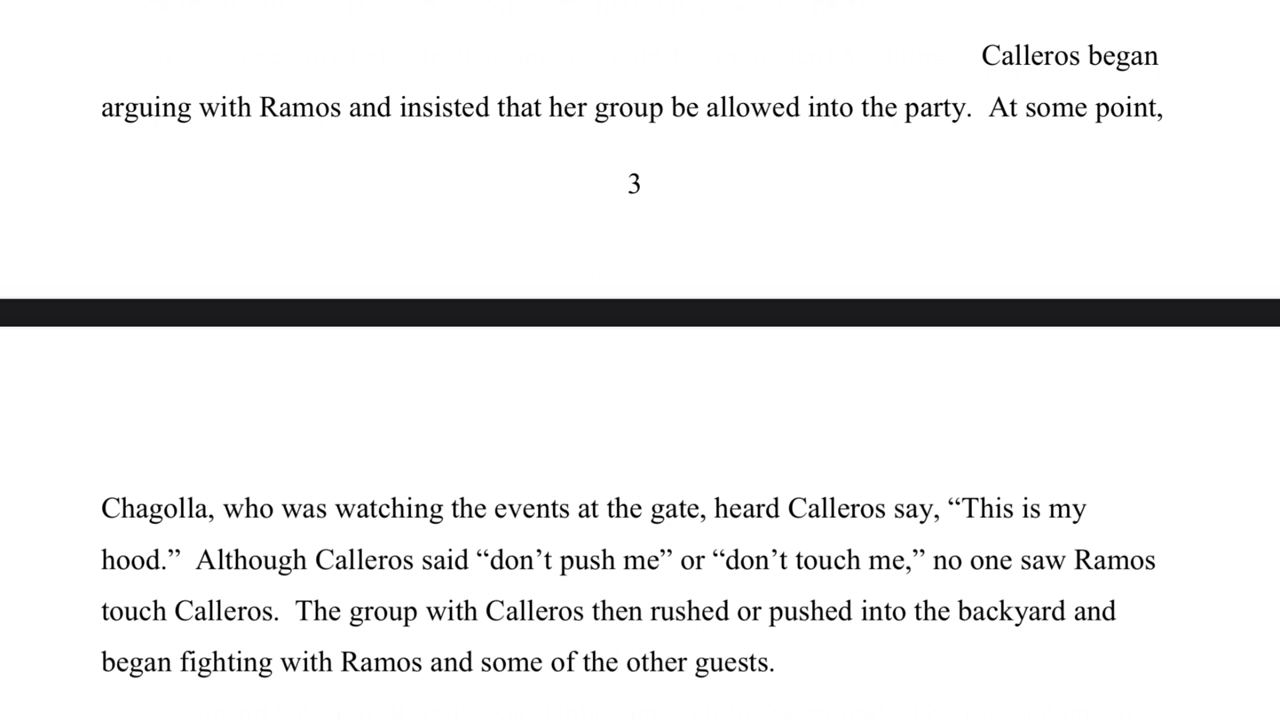 Calleros began
arguing with Ramos and insisted that her group be allowed into the party.  At some point,
3
Chagolla, who was watching the events at the gate, heard Calleros say, “This is my
hood.”  Although Calleros said “don’t push me” or “don’t touch me,” no one saw Ramos
touch Calleros.  The group with Calleros then rushed or pushed into the backyard and
began fighting with Ramos and some of the other guests.